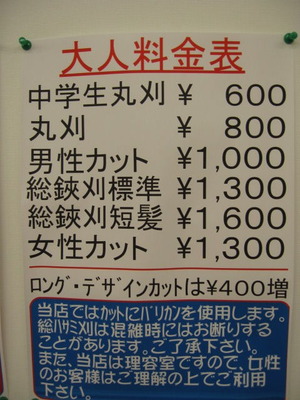 大人料金表
中学生丸刈 ¥ 600
丸刈 ¥ 800
男性カット ¥1,000
総鋏刈標準 ¥1,300
総鋏刈短髪 ¥1,600
女性カット ¥1,300
ロング・デザインカットは¥400増
当店ではカットにバリカンを使用します。
総ハサミ刈は混雑時にはお断りする
ことがあります。ご了承下さい。
また、当店は理容室ですので、女性
のお客様はご理解の上でご利用
下さい。